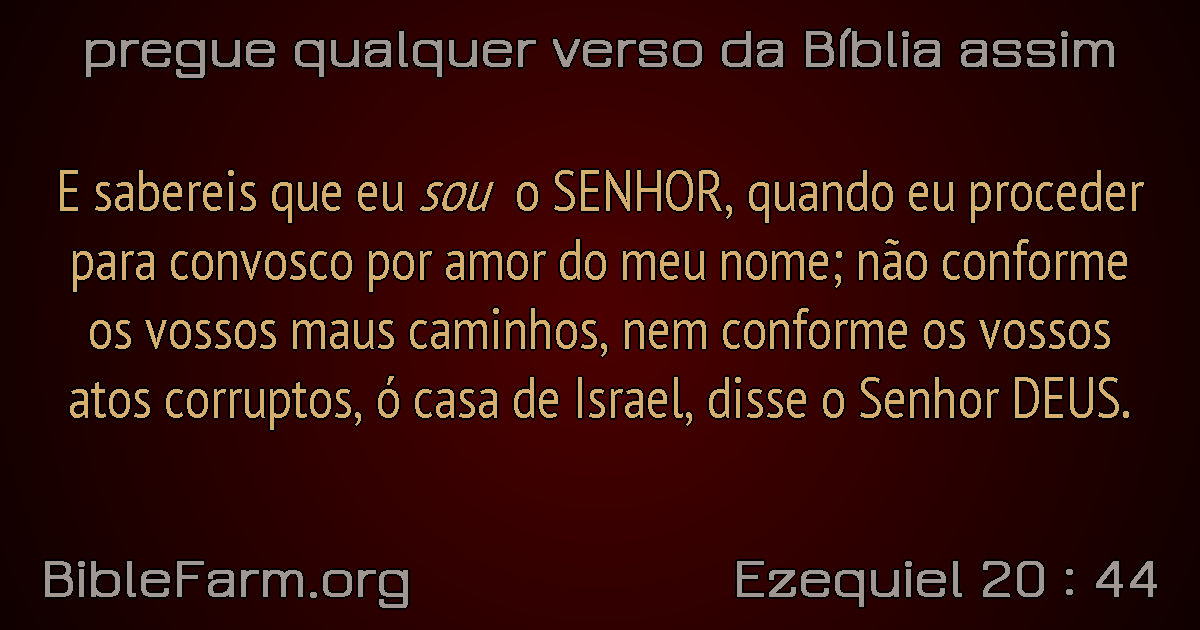 pregue qualquer verso da Bíblia assim
E sabereis que eu sou o SENHOR, quando eu proceder
para convosco por amor do meu nome; não conforme
os vossos maus caminhos, nem conforme os vossos
atos corruptos, ó casa de Israel, disse o Senhor DEUS.
BibleFarm.org
Ezequiel 20 : 44